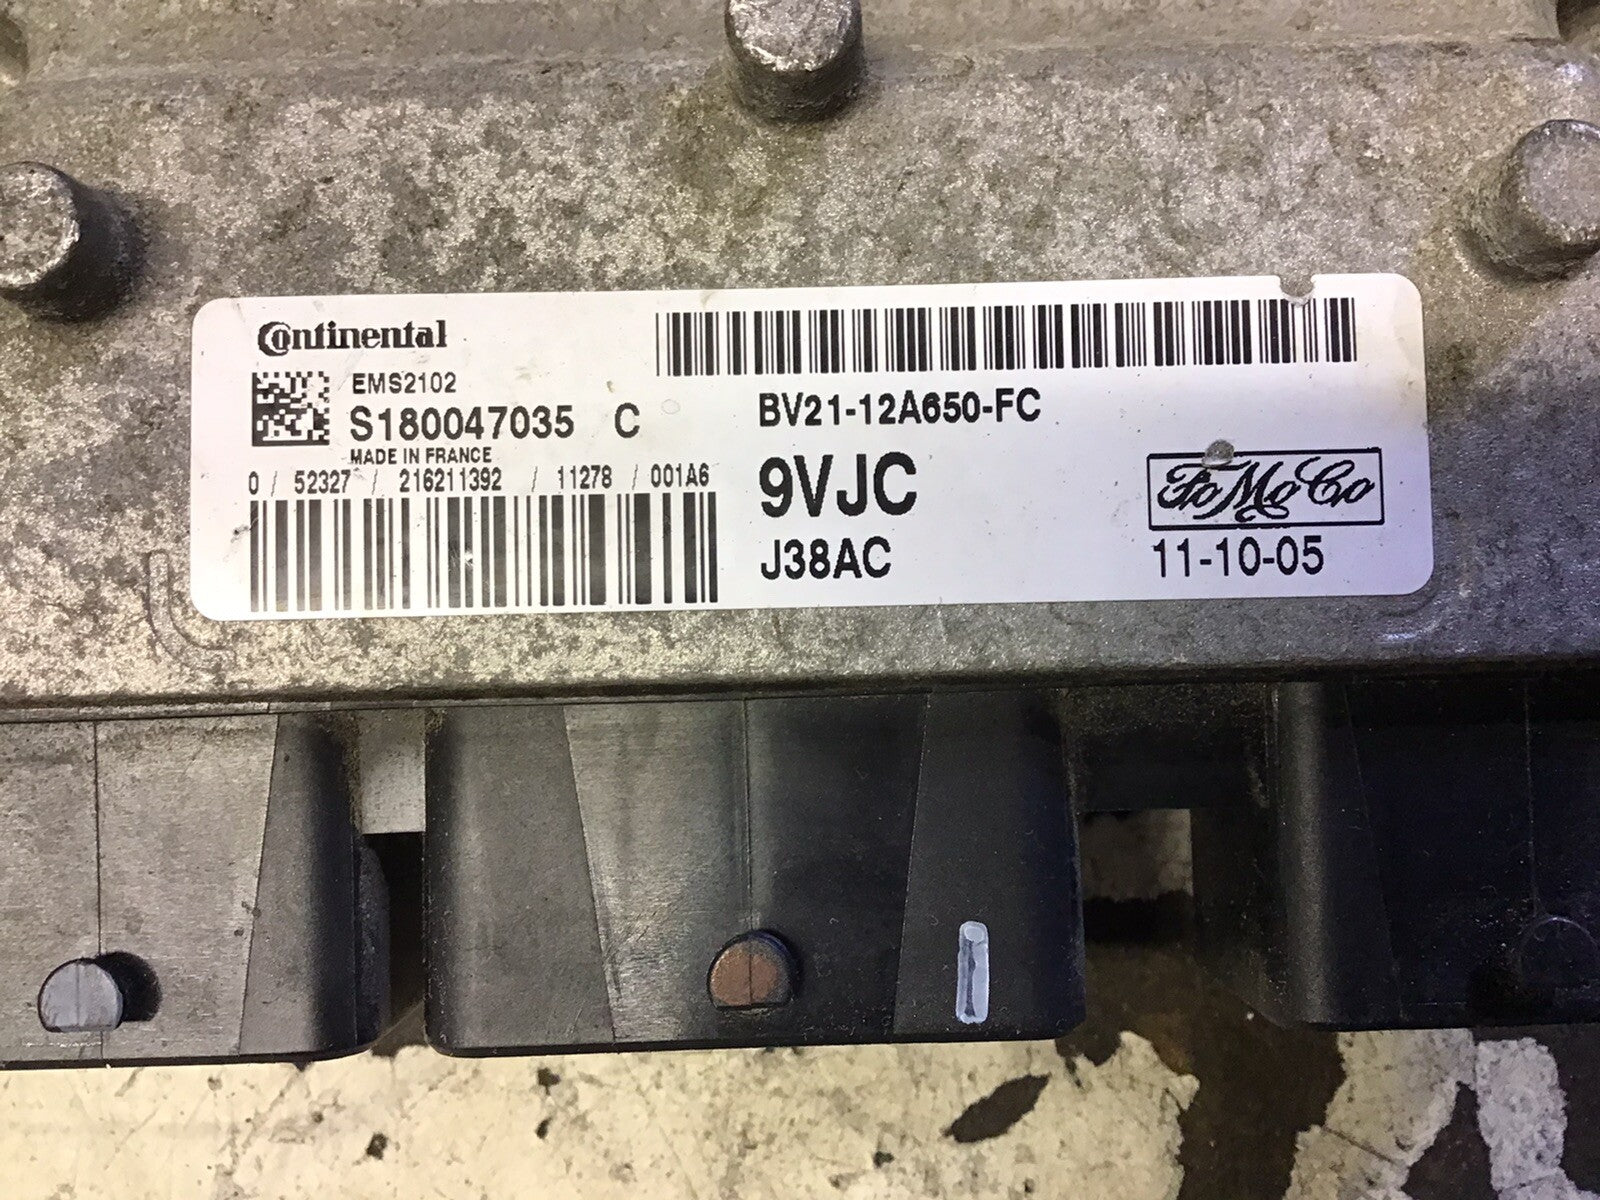 Continental
EMS2102
S180047035 C
MADE IN FRANCE
0 / 52327 / 216211392 / 11278 / 001A6
BV21-12A650-FC
9VJC
J38AC
FoMoCo
11-10-05